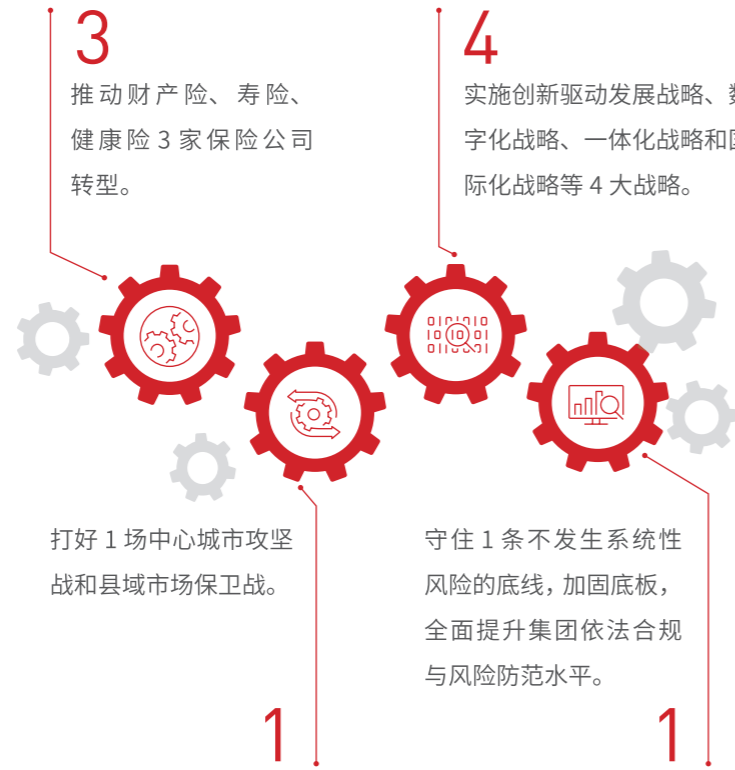 3
推动财产险、寿险、
健康险 3 家保险公司
转型。
4
实施创新驱动发展战略、数
字化战略、一体化战略和国
际化战略等 4 大战略。
打好 1 场中心城市攻坚
战和县域市场保卫战。
1
守住 1 条不发生系统性
风险的底线，加固底板，
全面提升集团依法合规
与风险防范水平。
1